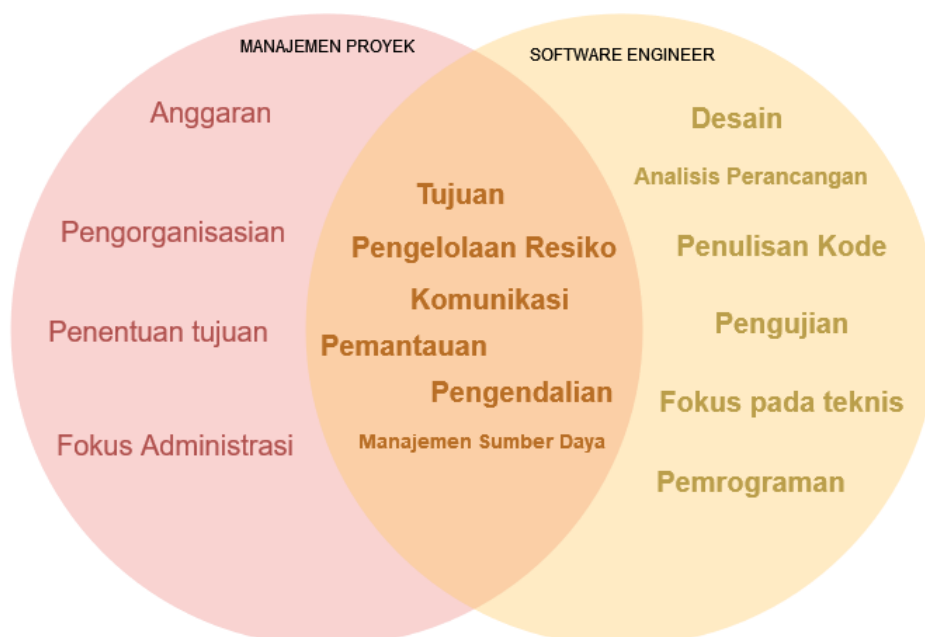 MANAJEMEN PROYEK
SOFTWARE ENGINEER
Anggaran
Pengorganisasian
Penentuan tujuan
Fokus Administrasi
Tujuan
Pengelolaan Resiko
Komunikasi
Pemantauan
Pengendalian
Manajemen Sumber Daya
Desain
Analisis Perancangan
Penulisan Kode
Pengujian
Fokus pada teknis
Pemrograman